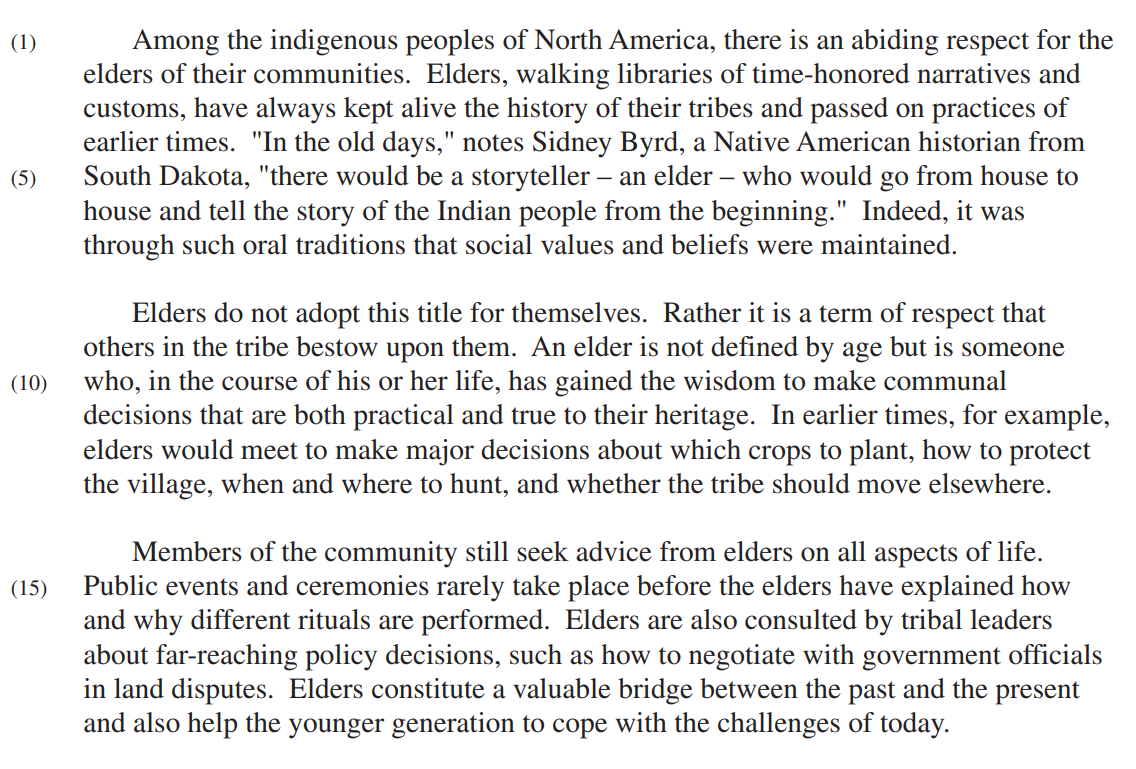 (1) Among the indigenous peoples of North America, there is an abiding respect for the
elders of their communities.  Elders, walking libraries of time-honored narratives and
customs, have always kept alive the history of their tribes and passed on practices of
earlier times.  "In the old days," notes Sidney Byrd, a Native American historian from
(5) South Dakota, "there would be a storyteller – an elder – who would go from house to
house and tell the story of the Indian people from the beginning."  Indeed, it was
through such oral traditions that social values and beliefs were maintained.
Elders do not adopt this title for themselves.  Rather it is a term of respect that
others in the tribe bestow upon them.  An elder is not defined by age but is someone
(10) who, in the course of his or her life, has gained the wisdom to make communal
decisions that are both practical and true to their heritage.  In earlier times, for example,
elders would meet to make major decisions about which crops to plant, how to protect
the village, when and where to hunt, and whether the tribe should move elsewhere.
Members of the community still seek advice from elders on all aspects of life.
(15) Public events and ceremonies rarely take place before the elders have explained how
and why different rituals are performed.  Elders are also consulted by tribal leaders
about far-reaching policy decisions, such as how to negotiate with government officials
in land disputes.  Elders constitute a valuable bridge between the past and the present
and also help the younger generation to cope with the challenges of today.